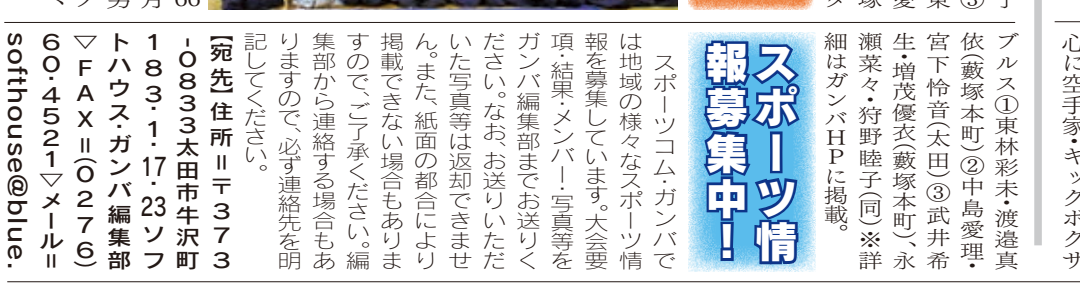 心に空手家・キックボクサ
ブルス①東林彩未・渡邉真
依(藪塚本町)②中島愛理・
宮下怜音(太田)③武井希
生・増茂優衣(藪塚本町)、永
瀬菜々・狩野睦子(同)※詳
細はガンバHPに掲載。
スポーツ情
報募集中！
スポーツコム・ガンバで
は地域の様々なスポーツ情
報を募集しています。大会要
項・結果・メンバー・写真等を
ガンバ編集部までお送りく
ださい。なお、お送りいただ
いた写真等は返却できませ
ん。また、紙面の都合により
掲載できない場合もありま
すので、ご了承ください。編
集部から連絡する場合もあ
りますので、必ず連絡先を明
記してください。
【宛先】住所＝〒373
-0833太田市牛沢町
183・1・17・23ソフ
トハウス・ガンバ編集部
▽FAX＝(0276)
60・4521▽メール＝
softhouse@blue.